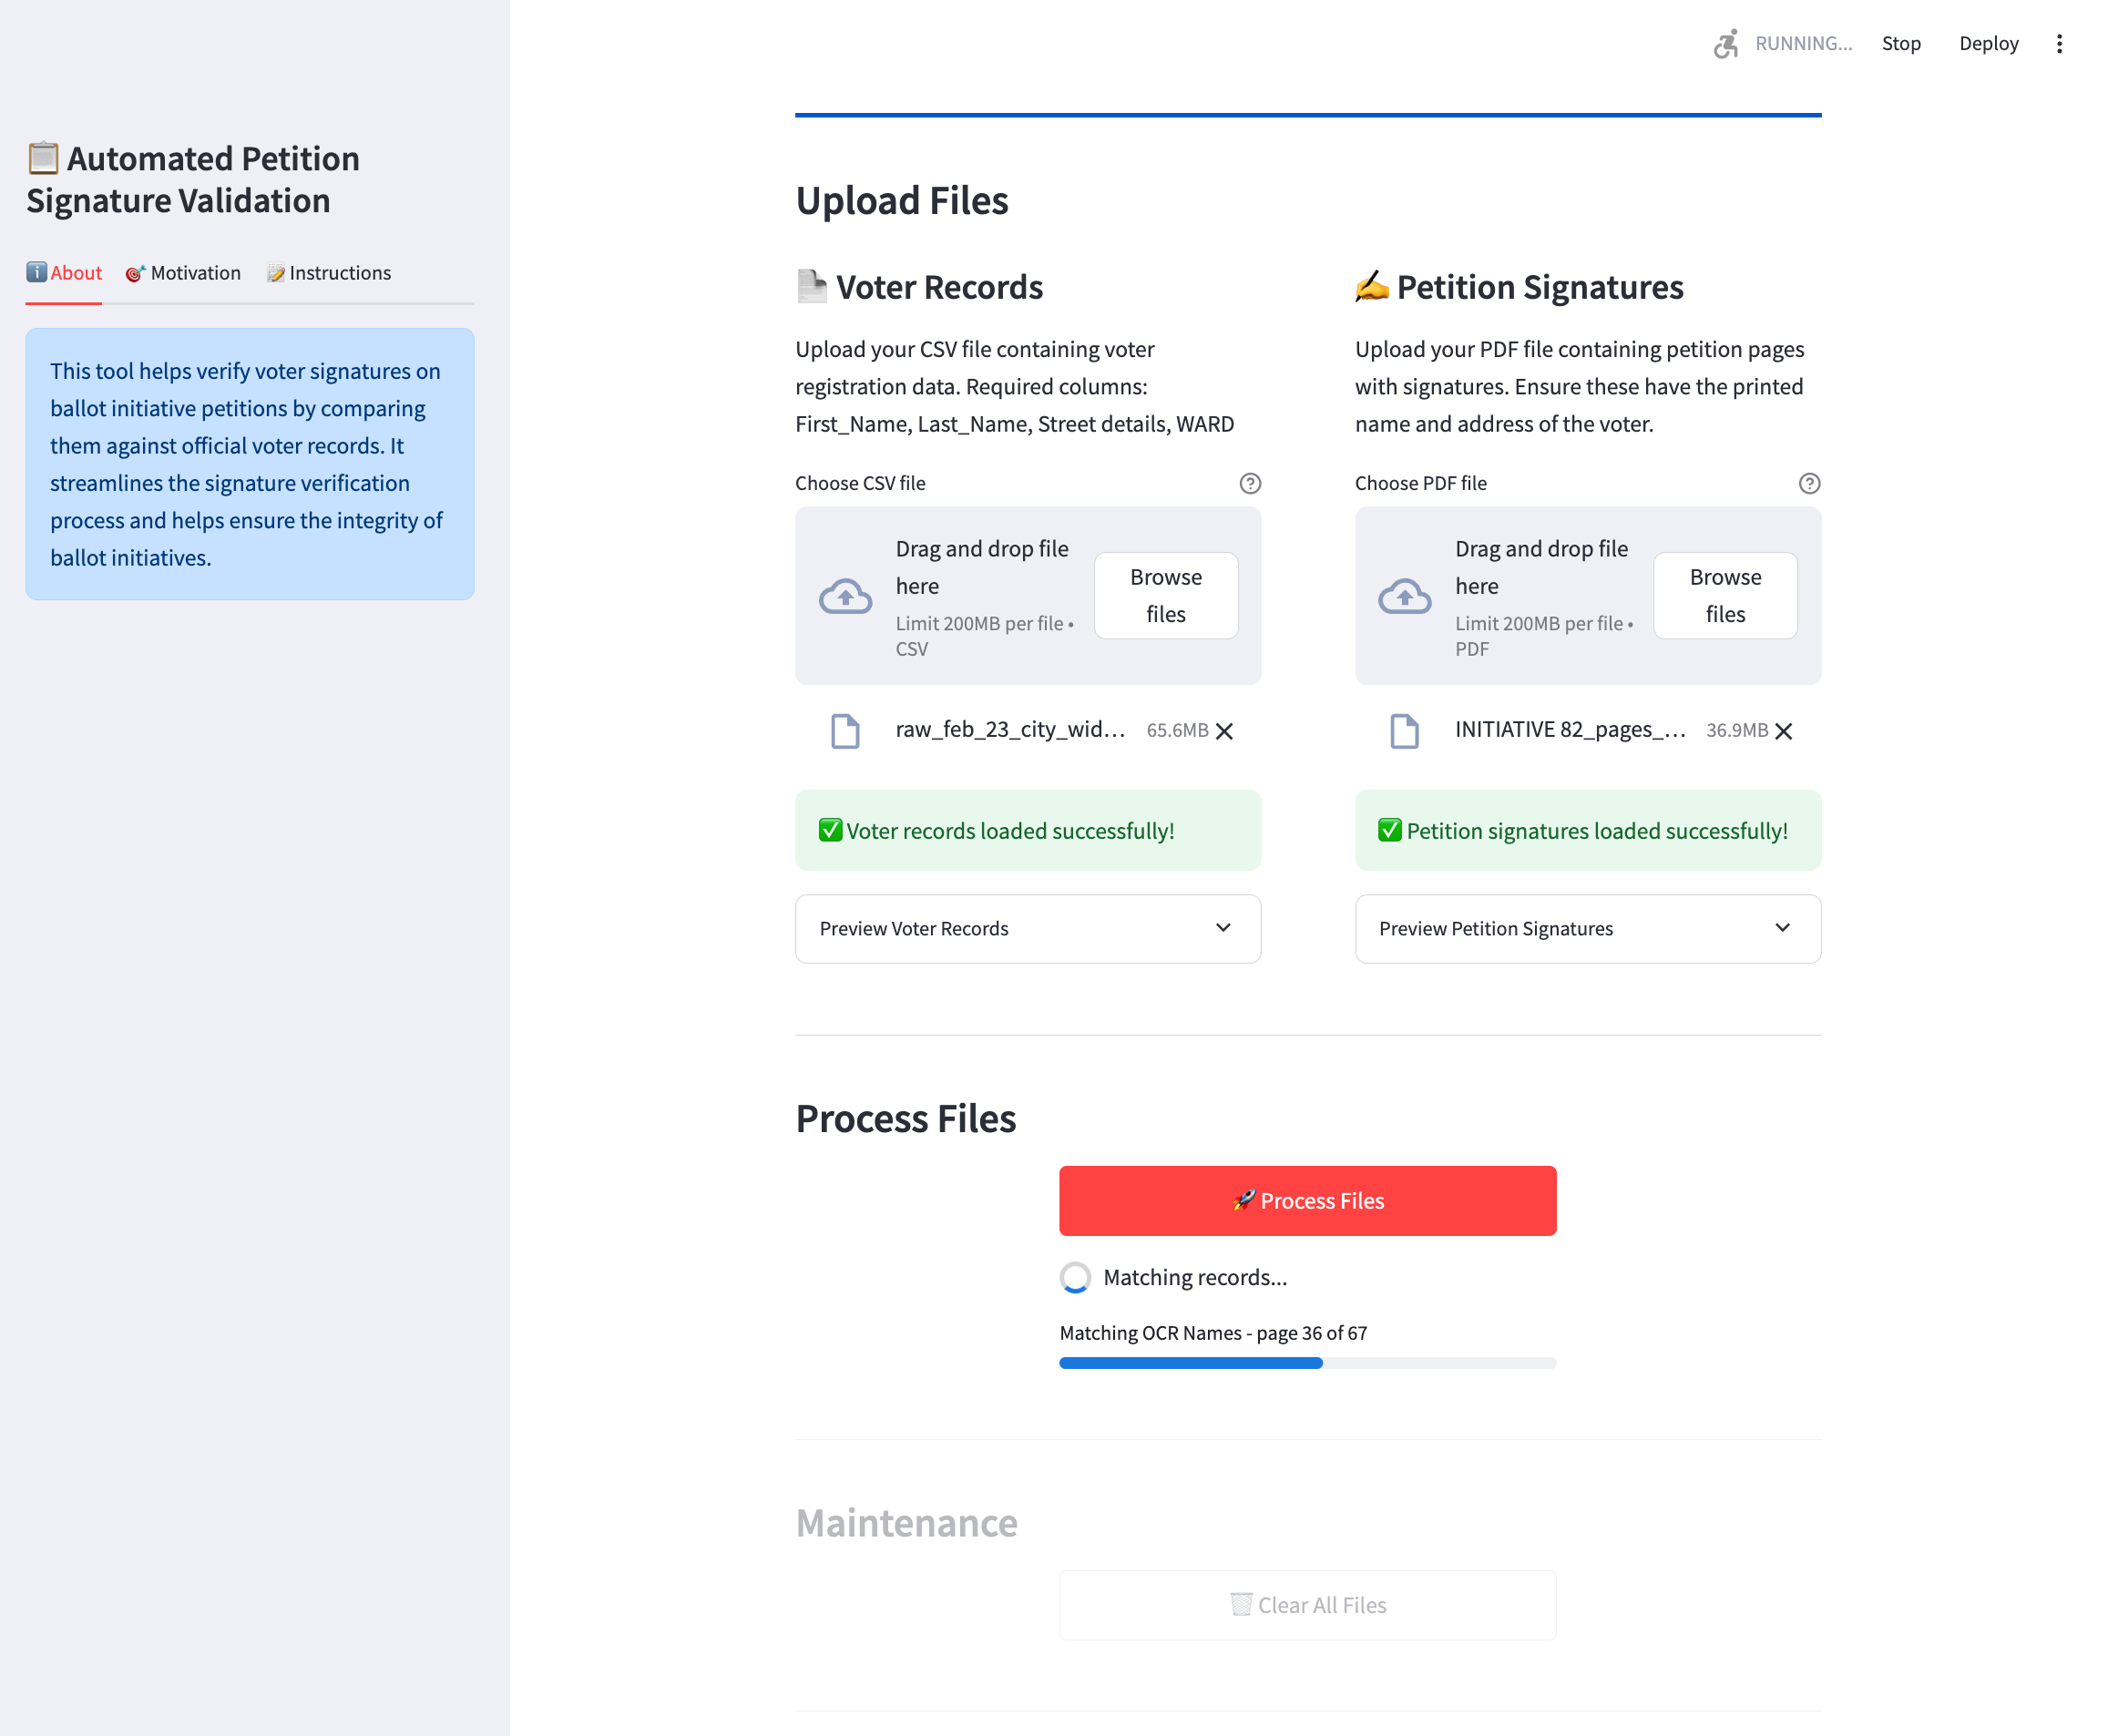 RUNNING...
Stop
Deploy
Automated Petition
Signature Validation
About
Motivation
Instructions
This tool helps verify voter signatures on
ballot initiative petitions by comparing
them against official voter records. It
streamlines the signature verification
process and helps ensure the integrity of
ballot initiatives.
Upload Files
Voter Records
Upload your CSV file containing voter
registration data. Required columns:
First_Name, Last_Name, Street details, WARD
Choose CSV file
Drag and drop file
here
Limit 200MB per file •
CSV
Browse
files
raw_feb_23_city_wid...
65.6MB
✅ Voter records loaded successfully!
Preview Voter Records
Petition Signatures
Upload your PDF file containing petition pages
with signatures. Ensure these have the printed
name and address of the voter.
Choose PDF file
Drag and drop file
here
Limit 200MB per file •
PDF
Browse
files
INITIATIVE 82_pages_...
36.9MB
✅ Petition signatures loaded successfully!
Preview Petition Signatures
Process Files
🚀 Process Files
Matching records...
Matching OCR Names - page 36 of 67
Maintenance
Clear All Files